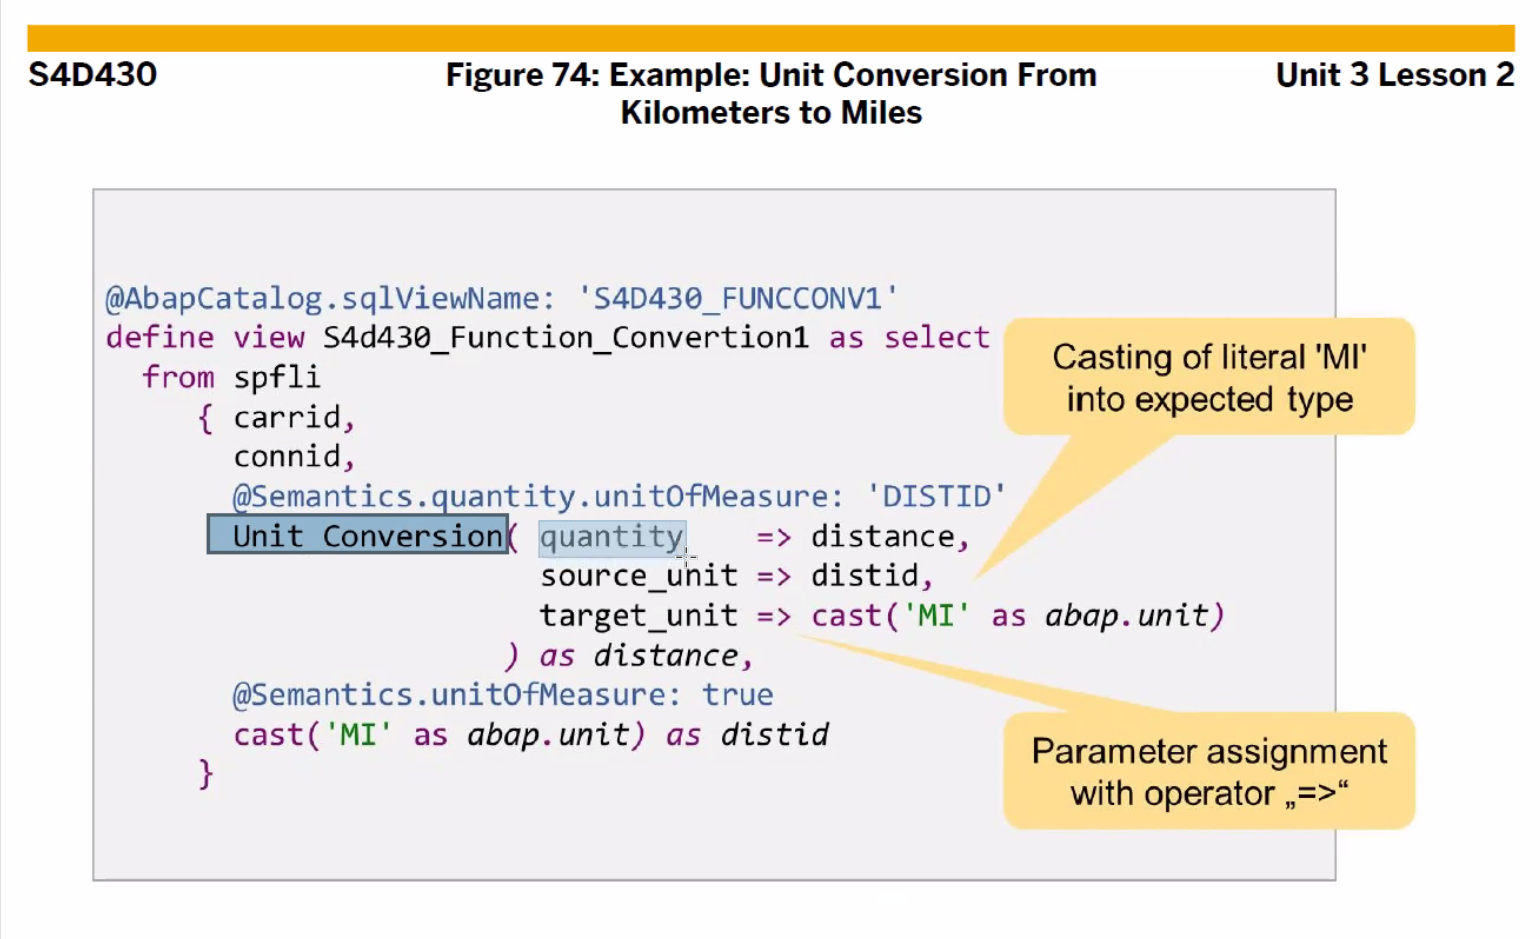 S4D430
Figure 74: Example: Unit Conversion From
Kilometers to Miles
Unit 3 Lesson 2
@AbapCatalog.sqlViewName: 'S4D430_FUNCCONV1'
define view S4d430_Function_Convertion1 as select
from spfli
{ carrid,
connid,
@Semantics.quantity.unitOfMeasure: 'DISTID'
Unit Conversion( quantity => distance,
source_unit => distid,
target_unit => cast('MI' as abap.unit)
) as distance,
@Semantics.unitOfMeasure: true
cast('MI' as abap.unit) as distid
}
Casting of literal 'MI'
into expected type
Parameter assignment
with operator „=>“